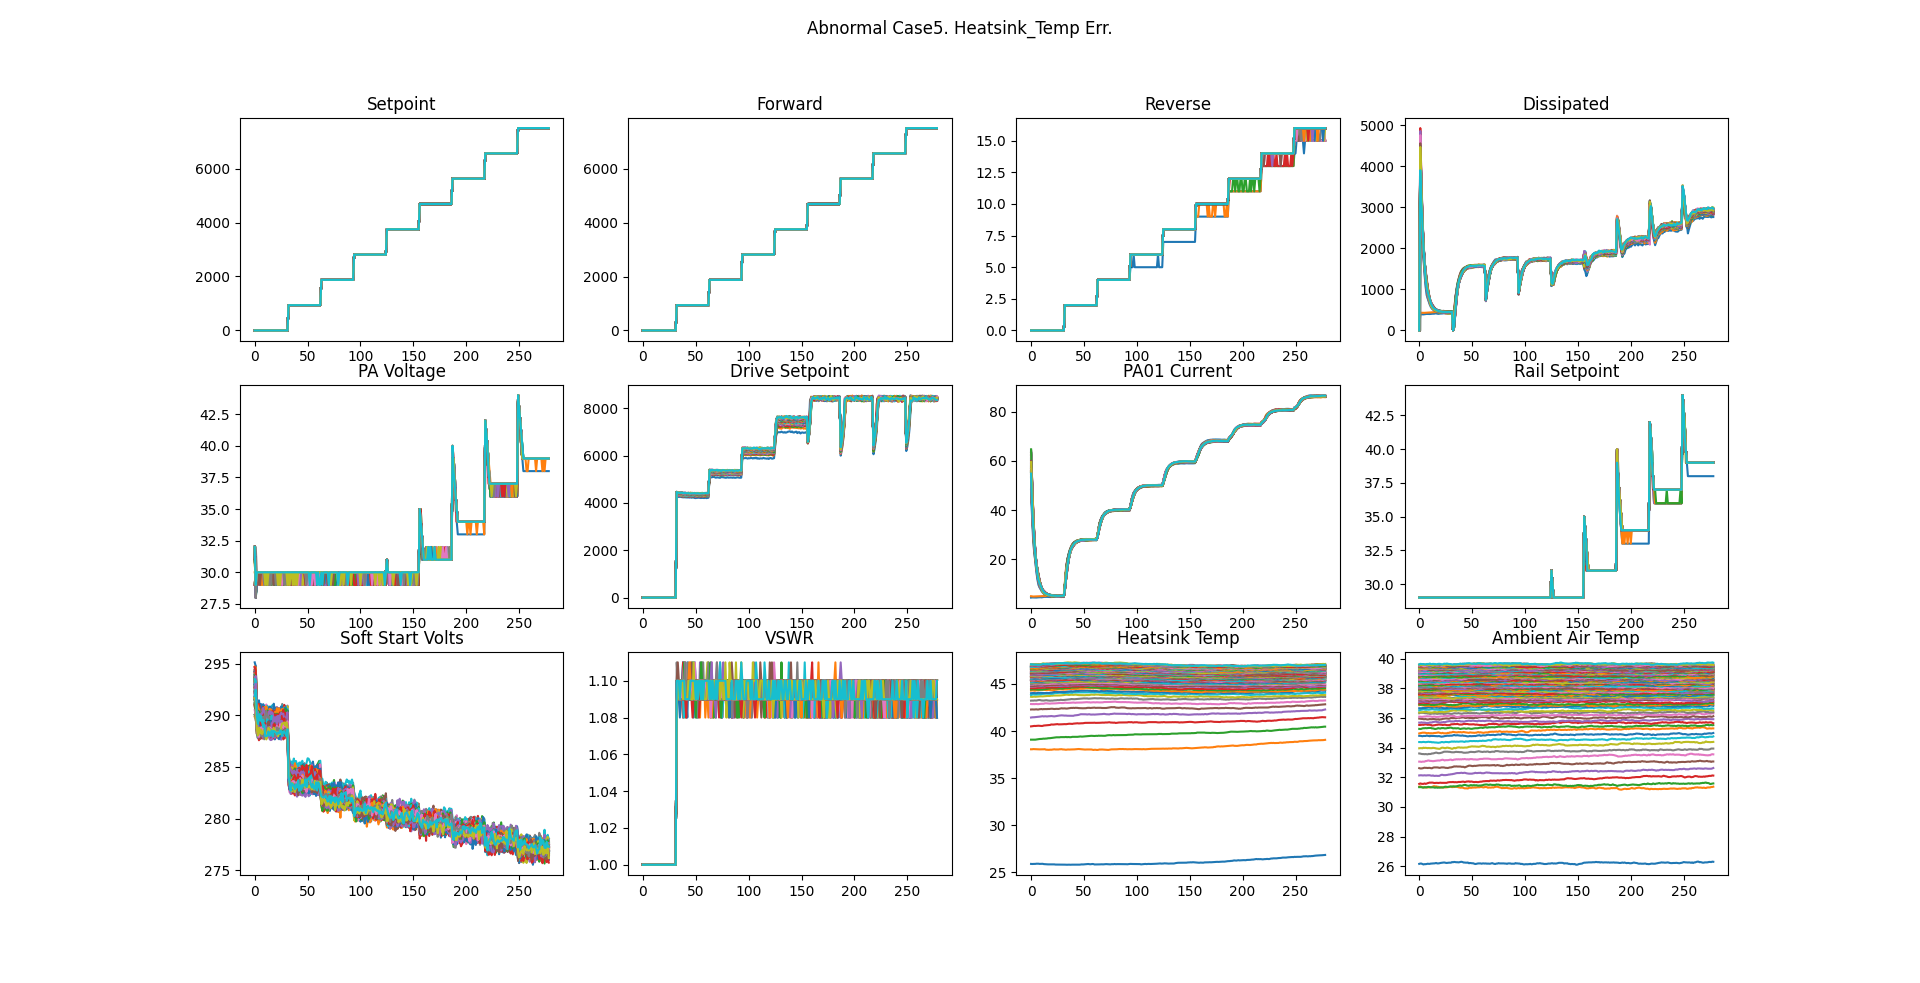 Abnormal Case5. Heatsink_Temp Err.
Setpoint
6000
4000
2000
0
0 50 100 150 200 250
Forward
6000
4000
2000
0
0 50 100 150 200 250
Reverse
15.0
12.5
10.0
7.5
5.0
2.5
0.0
0 50 100 150 200 250
Dissipated
5000
4000
3000
2000
1000
0
0 50 100 150 200 250
PA Voltage
42.5
40.0
37.5
35.0
32.5
30.0
27.5
0 50 100 150 200 250
Drive Setpoint
8000
6000
4000
2000
0
0 50 100 150 200 250
PA01 Current
80
60
40
20
0 50 100 150 200 250
Rail Setpoint
42.5
40.0
37.5
35.0
32.5
30.0
0 50 100 150 200 250
Soft Start Volts
295
290
285
280
275
0 50 100 150 200 250
VSWR
1.10
1.08
1.06
1.04
1.02
1.00
0 50 100 150 200 250
Heatsink Temp
45
40
35
30
25
0 50 100 150 200 250
Ambient Air Temp
40
38
36
34
32
30
28
26
0 50 100 150 200 250